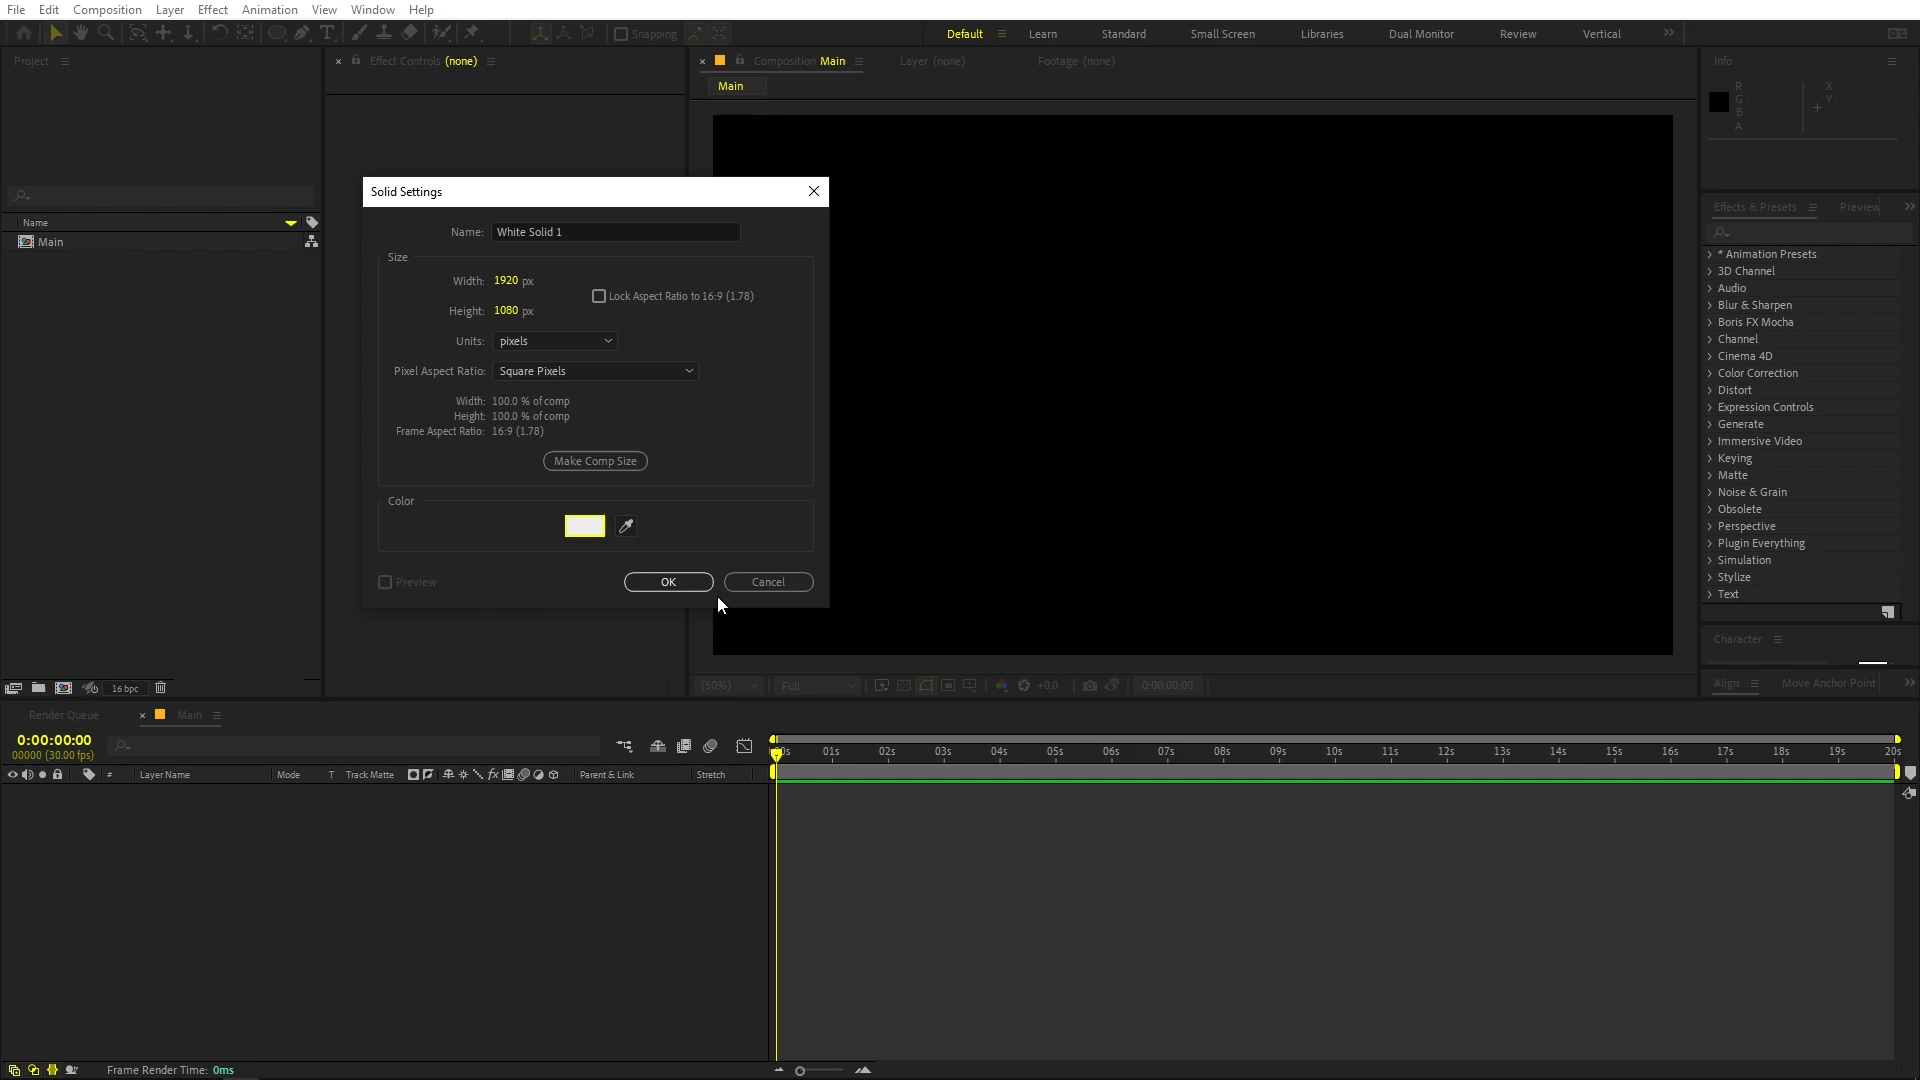 File Edit Composition Layer Effect Animation View Window Help
Snapping Default Learn Standard Small Screen Libraries Dual Monitor Review Vertical
Project
Effect Controls (none)
Composition Main
Layer (none)
Footage (none)
Main
Info
R:
G:
B:
A:
X:
Y:
Name
Main
Solid Settings
Name: White Solid 1
Size
Width: 1920 px
Lock Aspect Ratio to 16:9 (1.78)
Height: 1080 px
Units: pixels
Pixel Aspect Ratio: Square Pixels
Width: 100.0 % of comp
Height: 100.0 % of comp
Frame Aspect Ratio: 16:9 (1.78)
Make Comp Size
Color
Preview
OK
Cancel
Effects & Presets
Preview
* Animation Presets
3D Channel
Audio
Blur & Sharpen
Boris FX Mocha
Channel
Cinema 4D
Color Correction
Distort
Expression Controls
Generate
Immersive Video
Keying
Matte
Noise & Grain
Obsolete
Perspective
Plugin Everything
Simulation
Stylize
Text
Character
Align
Move Anchor Point
16 bpc
(50%)
Full
+0.0
0:00:00:00
Render Queue
Main
0:00:00:00
00000 (30.00 fps)
# Layer Name Mode T Track Matte Parent & Link Stretch
01s 02s 03s 04s 05s 06s 07s 08s 09s 10s 11s 12s 13s 14s 15s 16s 17s 18s 19s 20s
Frame Render Time: 0ms